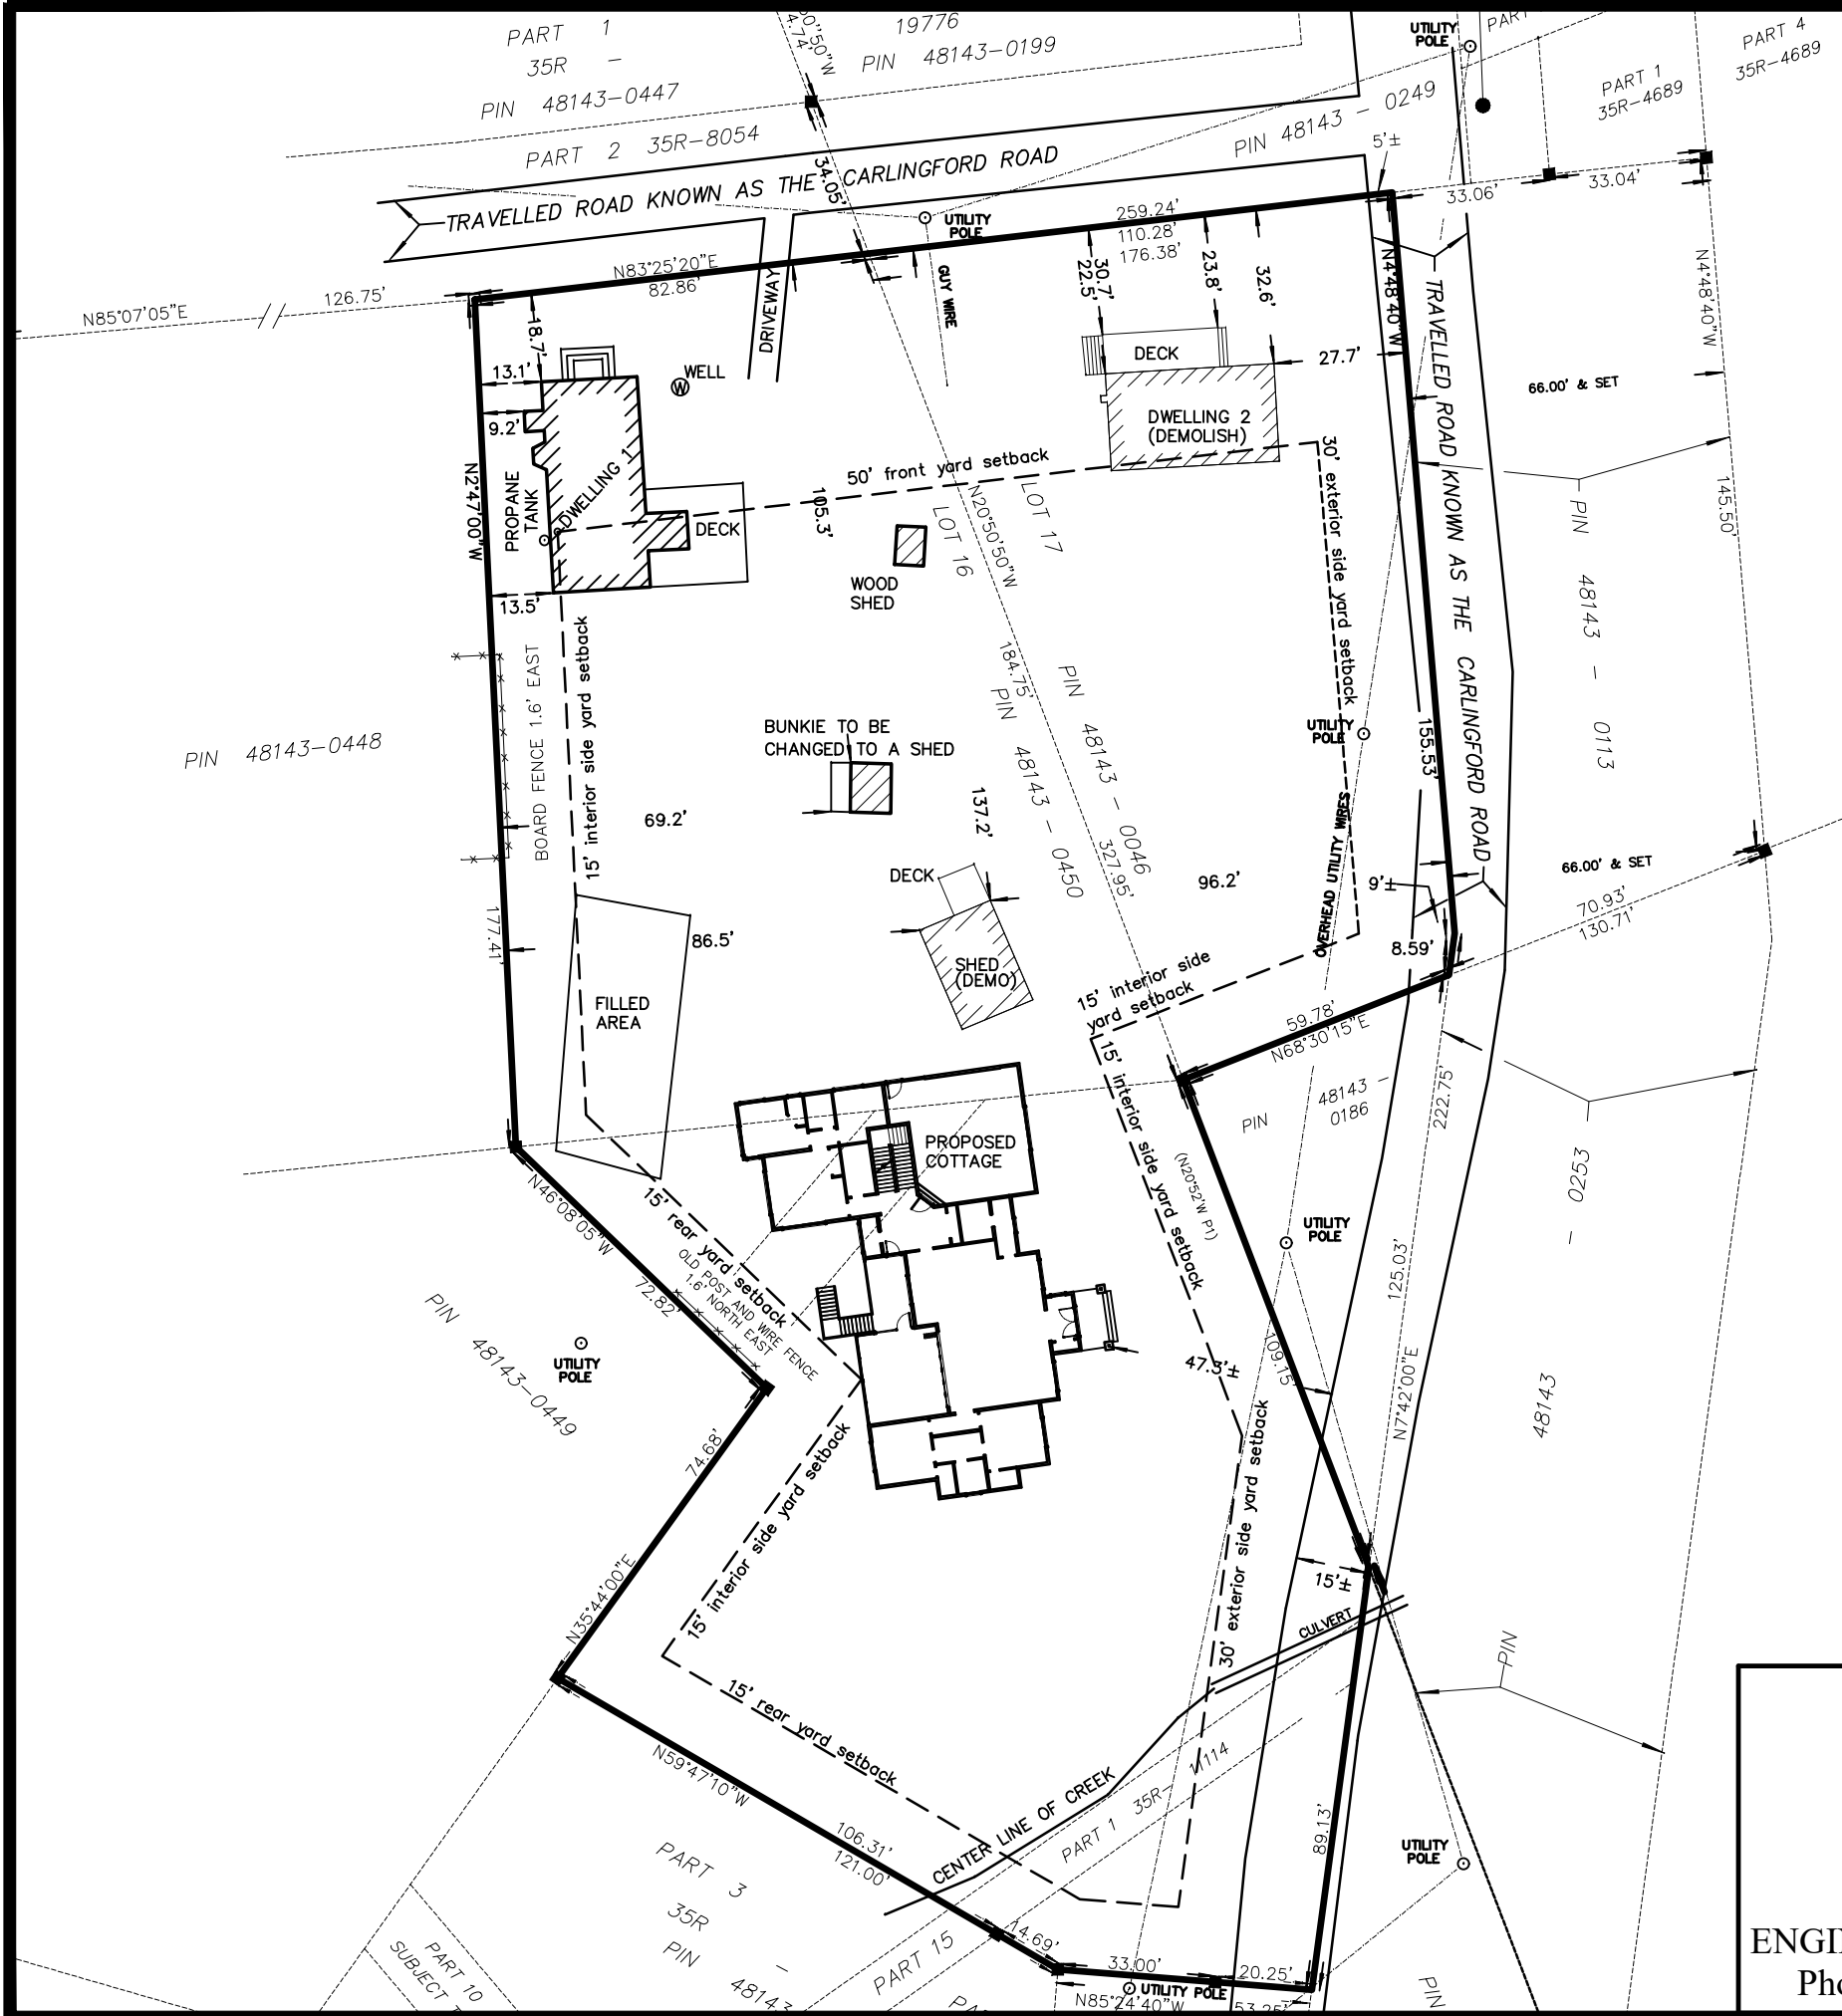 PART 1
35R -
PIN 48143-0447
PART 2 35R-8054
19776
PIN 48143-0199
4.74'
UTILITY
POLE
PART 4
35R-4689
PART 1
35R-4689
PIN 48143 - 0249
TRAVELLED ROAD KNOWN AS THE CARLINGFORD ROAD
34.05'
5'±
33.06'
33.04'
UTILITY
POLE
259.24'
110.28'
176.38'
N83°25'20"E
82.86'
126.75'
N85°07'05"E
DRIVEWAY
GUY WIRE
30.7'
22.5'
23.8'
32.6'
N4°48'40"W
N4°48'40"W
18.7'
13.1'
WELL
W
DECK
27.7'
9.2'
DWELLING 2
(DEMOLISH)
66.00' & SET
50' front yard setback
DWELLING 1
PROPANE
TANK
N2°47'00"W
105.3'
DECK
LOT 17
LOT 16
N20°50'50"W
30' exterior side yard setback
TRAVELLED ROAD KNOWN AS THE CARLINGFORD ROAD
145.50'
PIN 48143 - 0113
WOOD
SHED
13.5'
BOARD FENCE 1.6' EAST
15' interior side yard setback
184.75'
PIN 48143 - 0046
PIN 48143 - 0450
327.95'
BUNKIE TO BE
CHANGED TO A SHED
UTILITY
POLE
PIN 48143-0448
155.53'
69.2'
137.2'
OVERHEAD UTILITY WIRES
DECK
96.2'
9'±
66.00' & SET
70.93'
130.71'
177.41'
86.5'
8.59'
SHED
(DEMO)
FILLED
AREA
15' interior side
yard setback
59.78'
N68°30'15"E
15' interior side yard setback
48143 -
0186
PIN
222.75'
PROPOSED
COTTAGE
(N20°52'W P1)
- 0253
48143
N46°08'05"W
72.82'
15' rear yard setback
OLD POST AND WIRE FENCE
1.6' NORTH EAST
UTILITY
POLE
125.03'
N7°42'00"E
PIN 48143-0449
UTILITY
POLE
109.15'
47.3'±
74.68'
N35°44'00"E
15' interior side yard setback
30' exterior side yard setback
15'±
CULVERT
PIN
15' rear yard setback
N59°47'10"W
106.31'
121.00'
CENTER LINE OF CREEK
PART 1 35R- 11114
89.13'
UTILITY
POLE
PART 3
35R -
PIN 48143
PART 10
SUBJECT
PART 15
14.69'
33.00'
20.25'
UTILITY POLE
N85°24'40"W
53.25'
PIN
ENGI
Pho